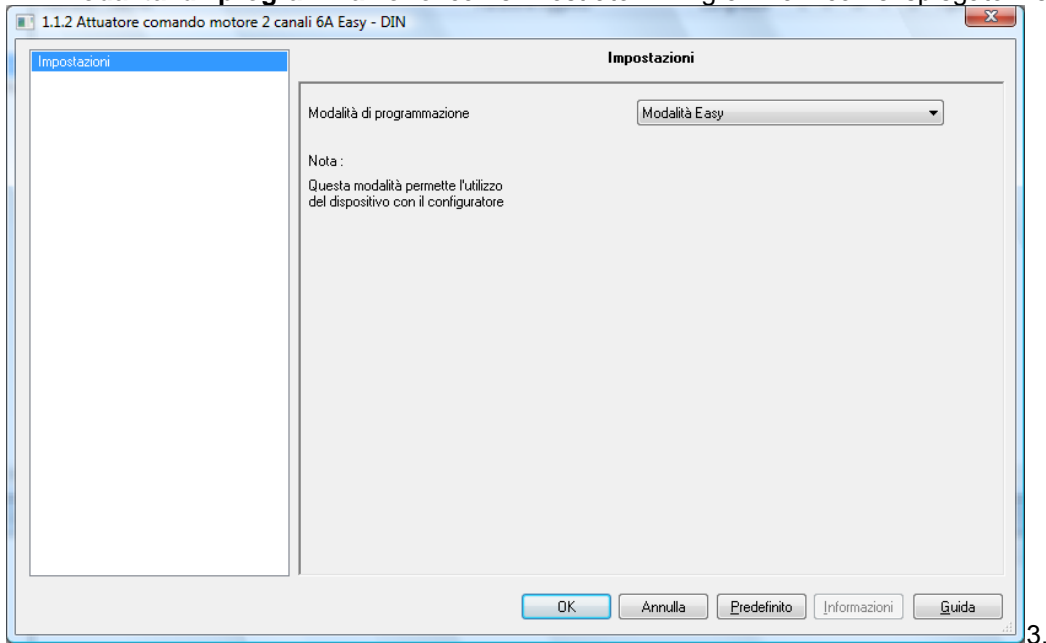 1.1.2 Attuatore comando motore 2 canali 6A Easy - DIN
Impostazioni
Impostazioni
Modalità di programmazione
Modalità Easy
Nota :
Questa modalità permette l'utilizzo
del dispositivo con il configuratore
OK
Annulla
Predefinito
Informazioni
Guida
3.